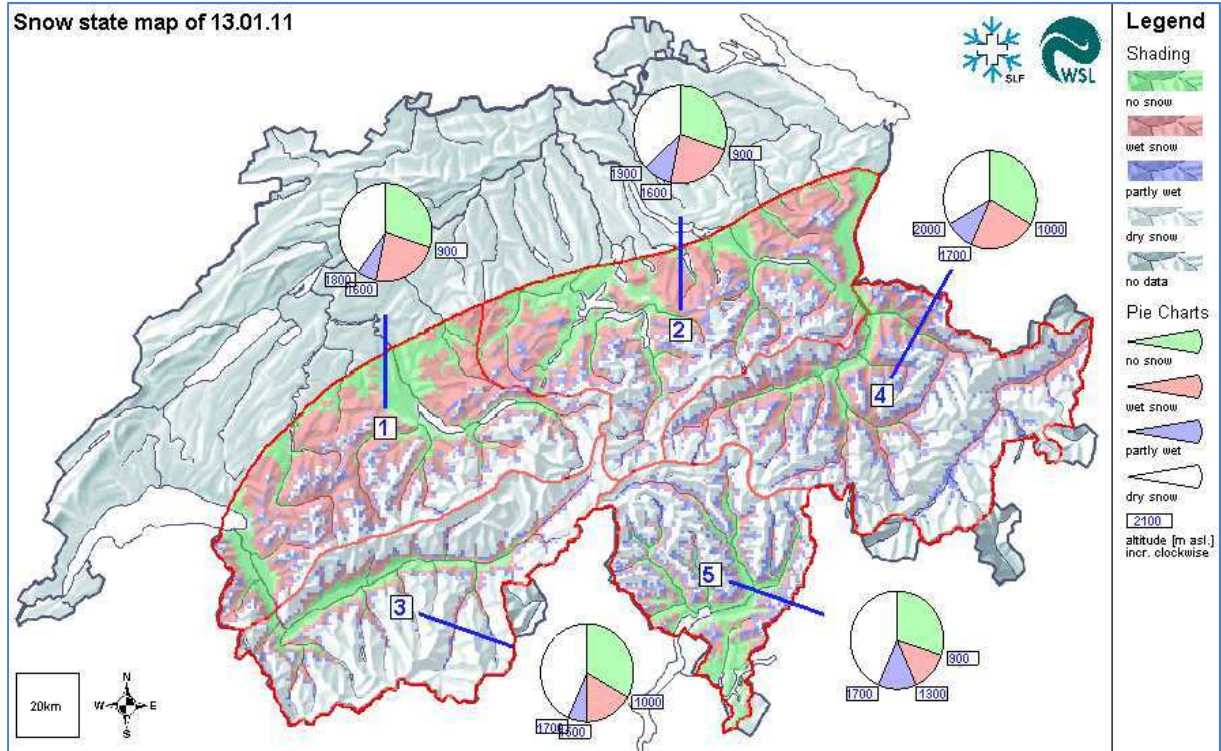 Snow state map of 13.01.11
SLF
WSL
Legend
Shading
no snow
wet snow
partly wet
dry snow
no data
Pie Charts
no snow
wet snow
partly wet
dry snow
2100
altitude [m asl.]
incr. clockwise
900
1600
1800
1
900
1600
1900
2
1000
1700
2000
4
3
1000
1500
1700
5
900
1300
1700
20km
N
W
E
S